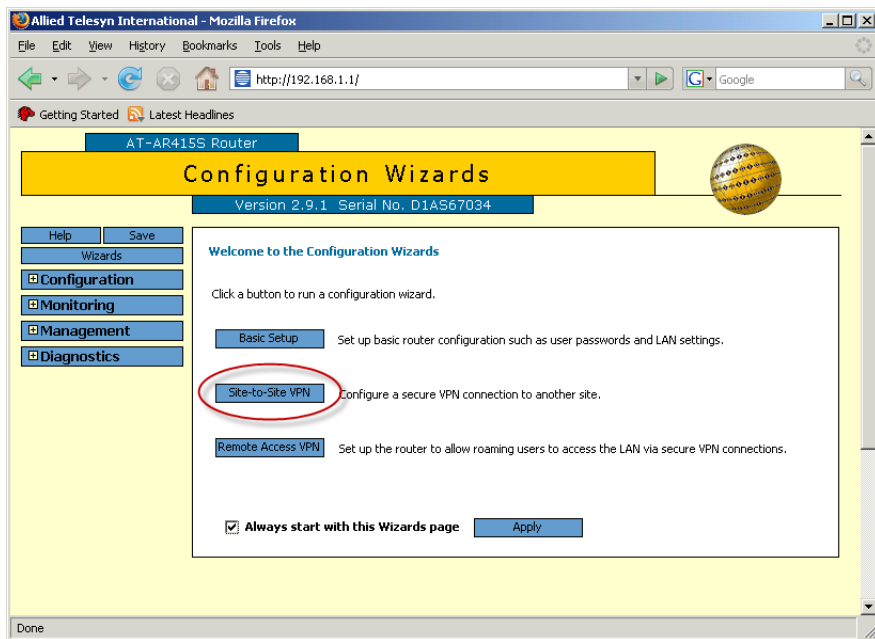 Allied Telesyn International - Mozilla Firefox
File Edit View History Bookmarks Tools Help
http://192.168.1.1/
G Google
Getting Started Latest Headlines
AT-AR415S Router
Configuration Wizards
Version 2.9.1 Serial No. D1AS67034
Help Save
Wizards
Configuration
Monitoring
Management
Diagnostics
Welcome to the Configuration Wizards
Click a button to run a configuration wizard.
Basic Setup Set up basic router configuration such as user passwords and LAN settings.
Site-to-Site VPN Configure a secure VPN connection to another site.
Remote Access VPN Set up the router to allow roaming users to access the LAN via secure VPN connections.
Always start with this Wizards page Apply
Done